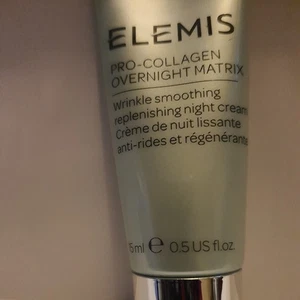 ELEMIS
PRO-COLLAGEN
OVERNIGHT MATRIX
Wrinkle smoothing
replenishing night cream
Crème de nuit lissante
anti-rides et régénérante
15ml ℮ 0.5 US fl.oz.